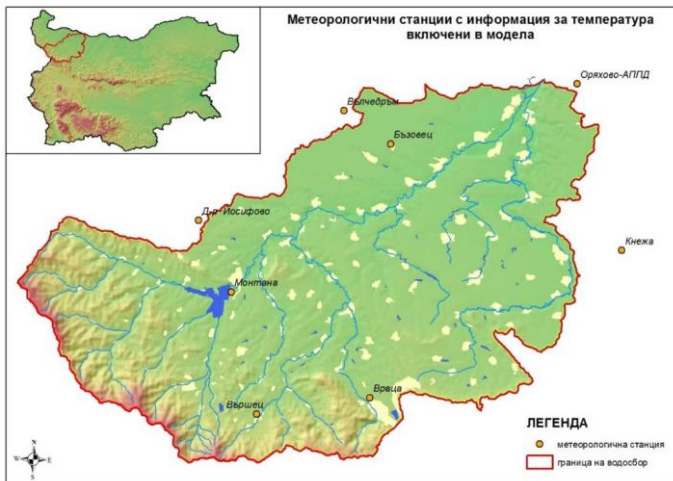 Метеорологични станции с информация за температура
включени в модела
Оряхово-АППД
Вълчедръм
Бъзовец
Д-р Йосифово
Кнежа
Монтана
Враца
Вършец
ЛЕГЕНДА
метеорологична станция
граница на водосбор
N
W
E
S